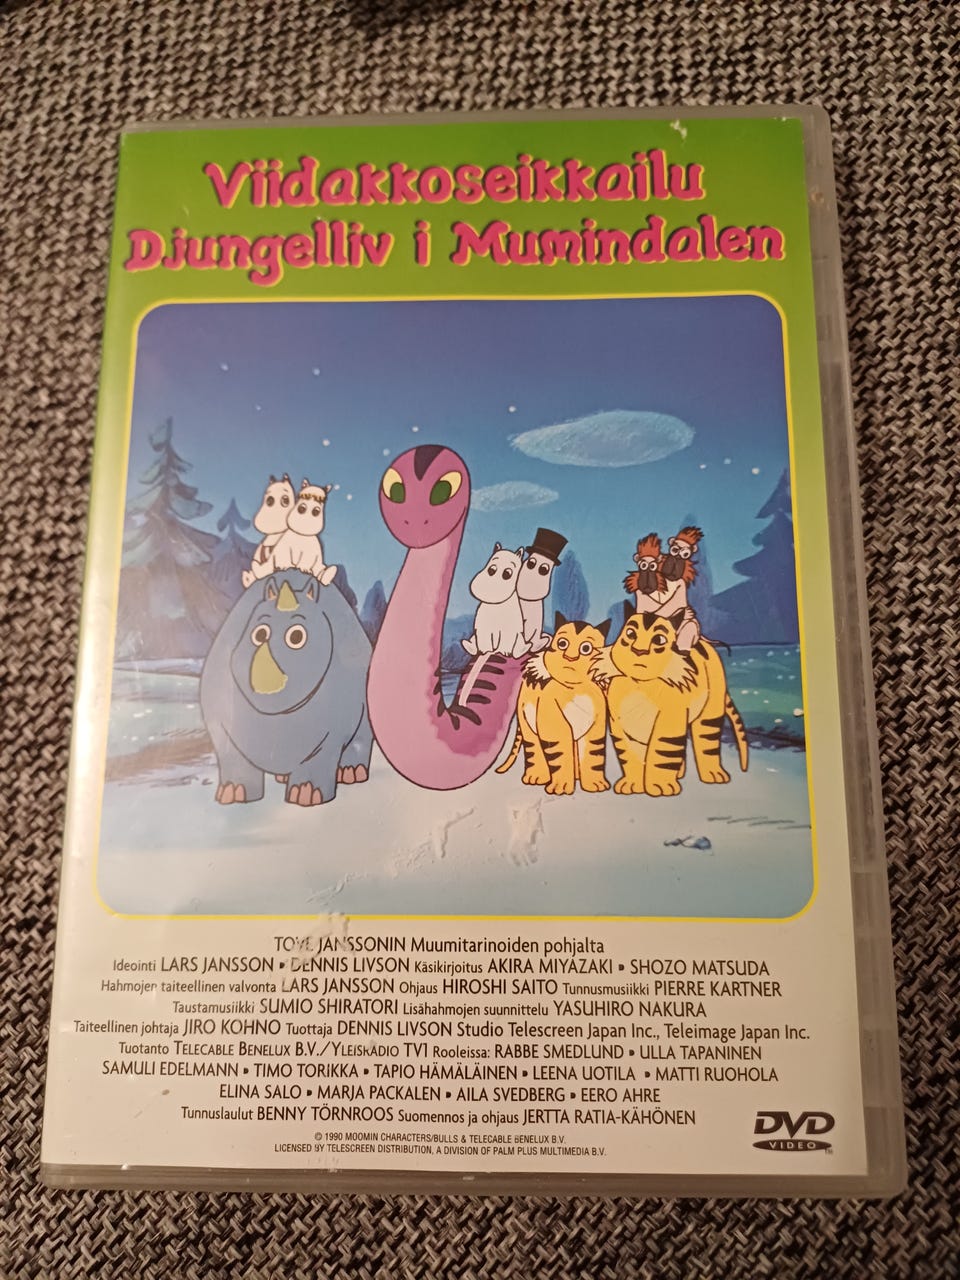 Viidakkoseikkailu
Djungelliv i Mumindalen
TOVE JANSSONIN Muumitarinoiden pohjalta
Ideointi LARS JANSSON • DENNIS LIVSON Käsikirjoitus AKIRA MIYAZAKI • SHOZO MATSUDA
Hahmojen taiteellinen valvonta LARS JANSSON Ohjaus HIROSHI SAITO Tunnusmusiikki PIERRE KARTNER
Taustamusiikki SUMIO SHIRATORI Lisähahmojen suunnittelu YASUHIRO NAKURA
Taiteellinen johtaja JIRO KOHNO Tuottaja DENNIS LIVSON Studio Telescreen Japan Inc., Teleimage Japan Inc.
Tuotanto TELECABLE BENELUX B.V./YLEISRADIO TV1 Rooleissa: RABBE SMEDLUND • ULLA TAPANINEN
SAMULI EDELMANN • TIMO TORIKKA • TAPIO HÄMÄLÄINEN • LEENA UOTILA • MATTI RUOHOLA
ELINA SALO • MARJA PACKALEN • AILA SVEDBERG • EERO AHRE
Tunnuslaulut BENNY TÖRNROOS Suomennos ja ohjaus JERTTA RATIA-KÄHÖNEN
© 1990 MOOMIN CHARACTERS/BULLS & TELECABLE BENELUX B.V.
LICENSED BY TELESCREEN DISTRIBUTION, A DIVISION OF PALM PLUS MULTIMEDIA B.V.
DVD
VIDEO
TM